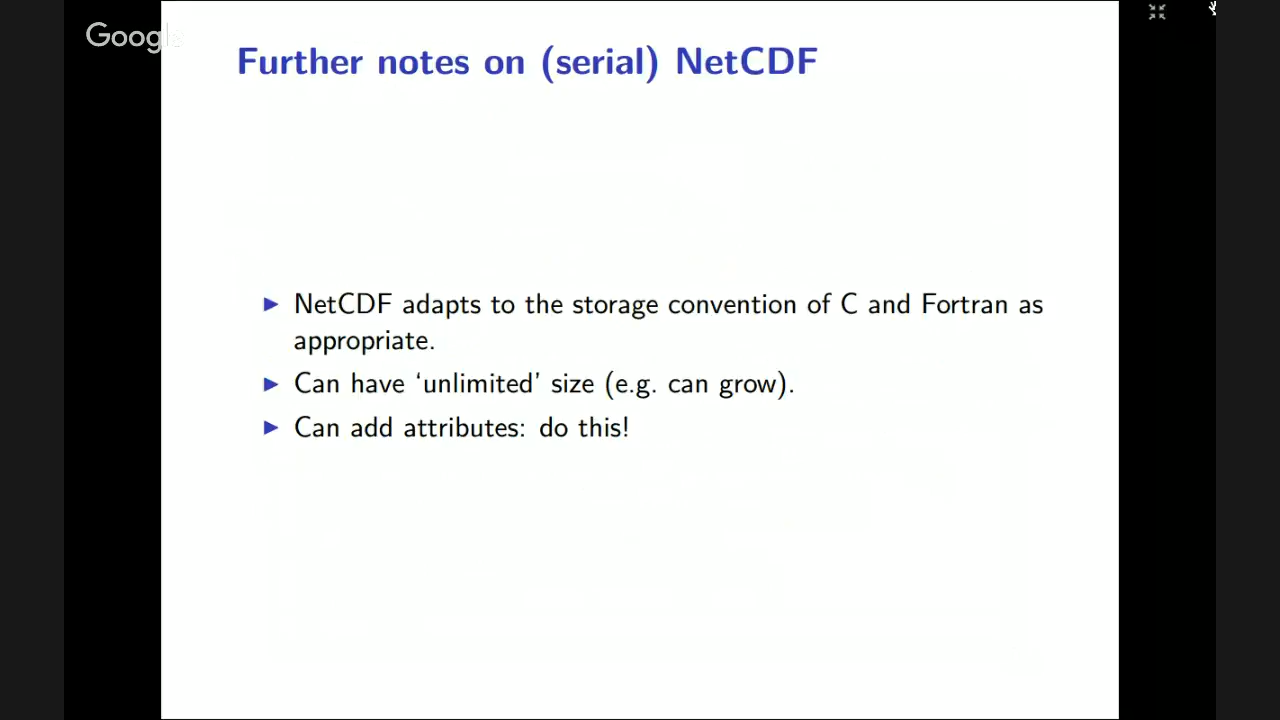 Google
Further notes on (serial) NetCDF
▶ NetCDF adapts to the storage convention of C and Fortran as
appropriate.
▶ Can have ‘unlimited’ size (e.g. can grow).
▶ Can add attributes: do this!